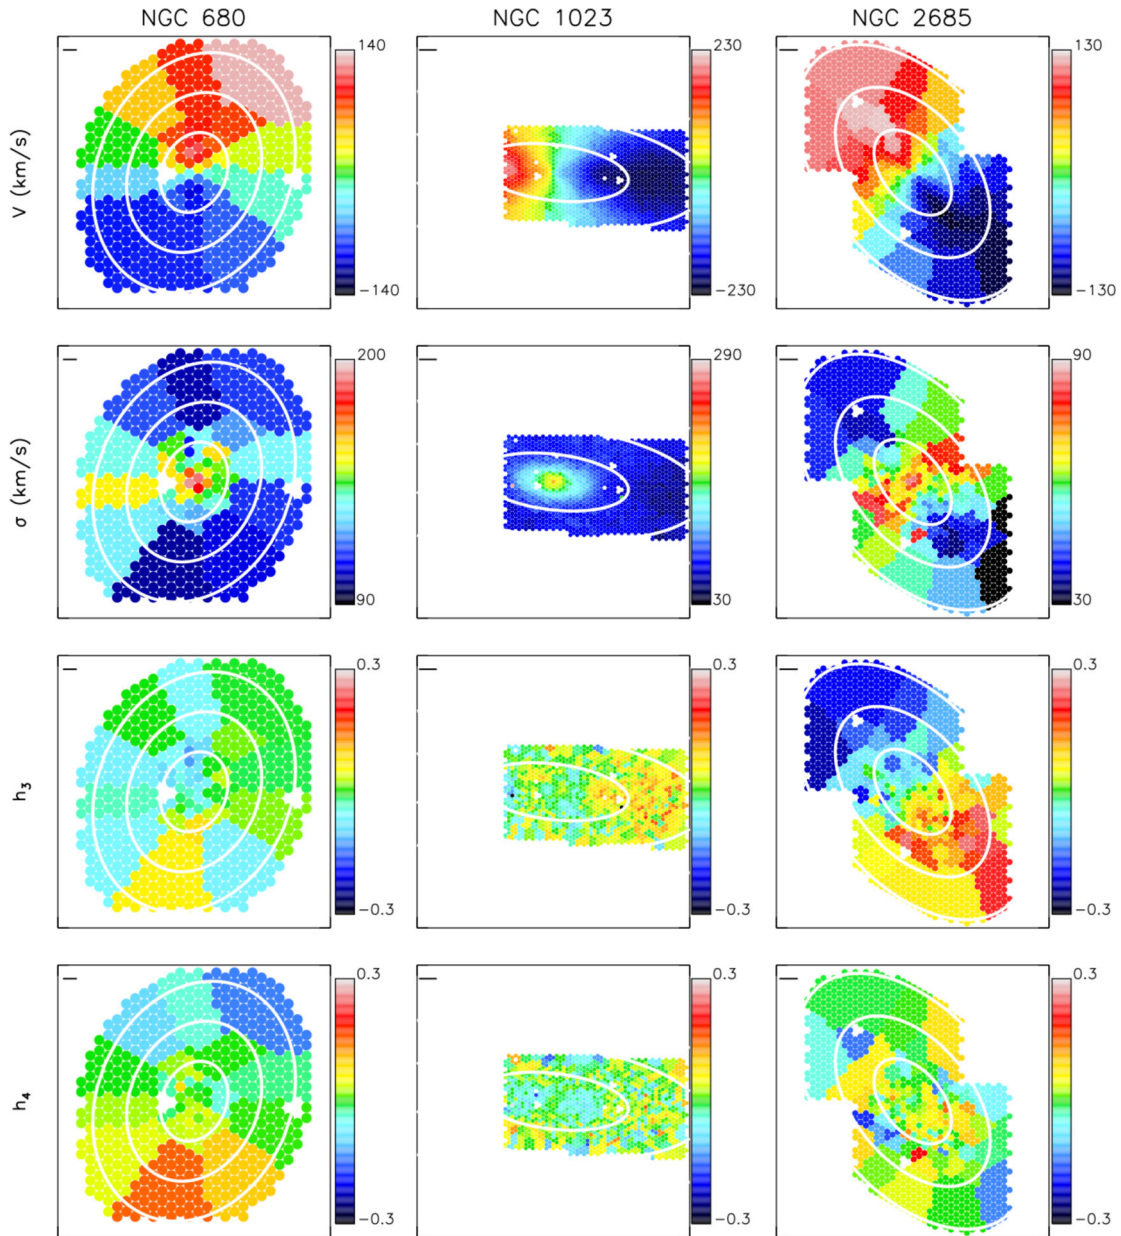 NGC 680 NGC 1023 NGC 2685
V (km/s) 140 -140 230 -230 130 -130
σ (km/s) 200 90 290 30 90 30
h3 0.3 -0.3 0.3 -0.3 0.3 -0.3
h4 0.3 -0.3 0.3 -0.3 0.3 -0.3